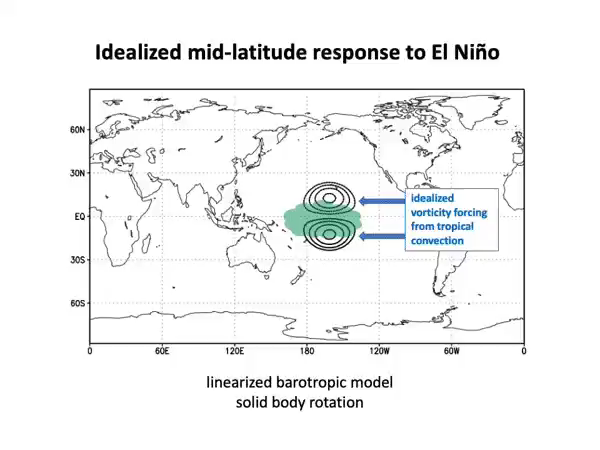 Idealized mid-latitude response to El Niño
60N
30N
EQ
30S
60S
idealized
vorticity forcing
from tropical
convection
0 60E 120E 180 120W 60W 0
linearized barotropic model
solid body rotation